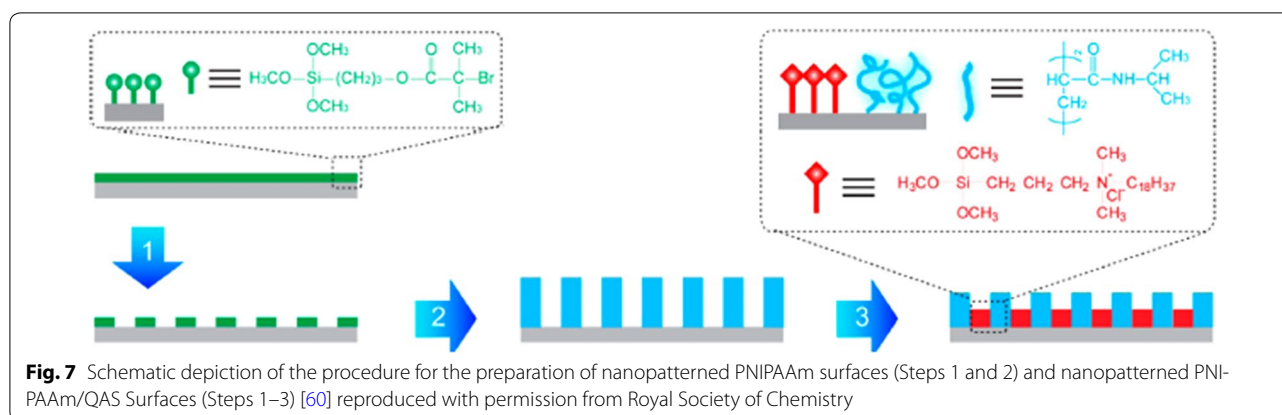 OCH₃
O
CH₃
H₃CO—Si—(CH₂)₃—O—C—C—Br
OCH₃
CH₃
O
CH₃
HC—C—NH—CH
CH₂
CH₃
OCH₃
CH₃
H₃CO—Si—CH₂ CH₂ CH₂ N⁺ C₁₈H₃₇
Cl⁻
OCH₃
CH₃
1
2
3
Fig. 7 Schematic depiction of the procedure for the preparation of nanopatterned PNIPAAm surfaces (Steps 1 and 2) and nanopatterned PNI-
PAAm/QAS Surfaces (Steps 1–3) [60] reproduced with permission from Royal Society of Chemistry